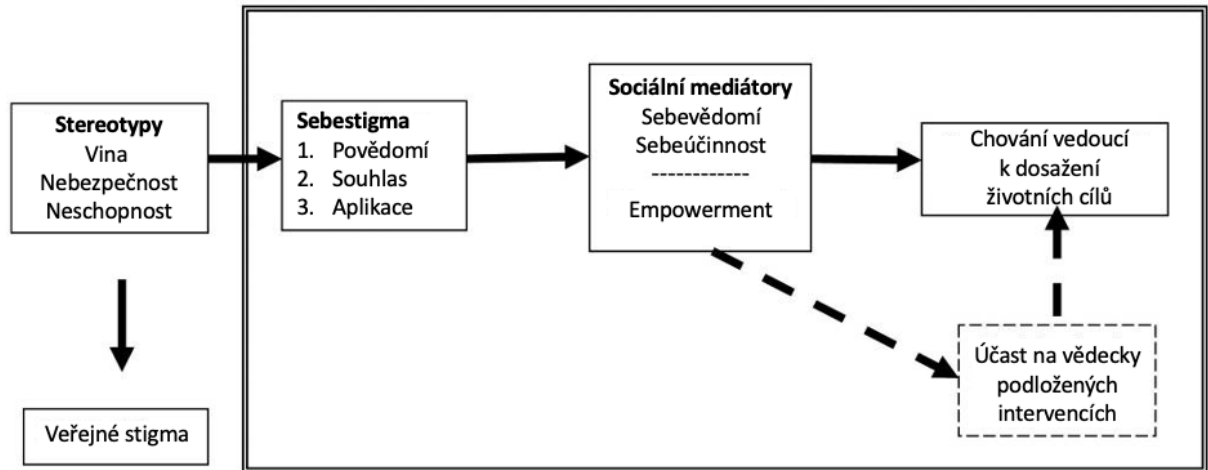 Stereotypy
Vina
Nebezpečnost
Neschopnost
Veřejné stigma
Sebestigma
1. Povědomí
2. Souhlas
3. Aplikace
Sociální mediátory
Sebevědomí
Sebeúčinnost
------------
Empowerment
Chování vedoucí
k dosažení
životních cílů
Účast na vědecky
podložených
intervencích